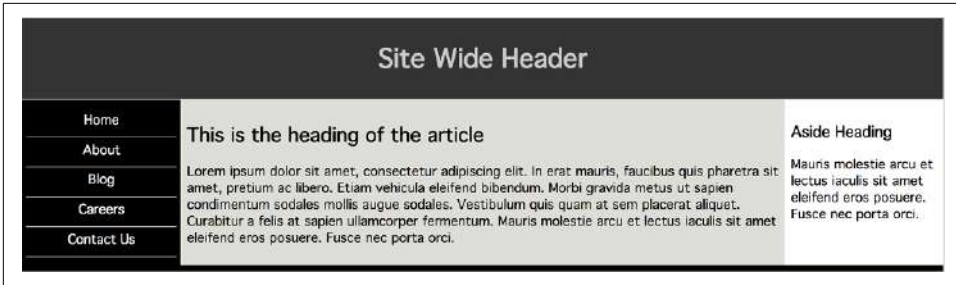 Site Wide Header
Home
About
Blog
Careers
Contact Us
This is the heading of the article
Lorem ipsum dolor sit amet, consectetur adipiscing elit. In erat mauris, faucibus quis pharetra sit
amet, pretium ac libero. Etiam vehicula eleifend bibendum. Morbi gravida metus ut sapien
condimentum sodales mollis augue sodales. Vestibulum quis quam at sem placerat aliquet.
Curabitur a felis at sapien ullamcorper fermentum. Mauris molestie arcu et lectus iaculis sit amet
eleifend eros posuere. Fusce nec porta orci.
Aside Heading
Mauris molestie arcu et
lectus iaculis sit amet
eleifend eros posuere.
Fusce nec porta orci.